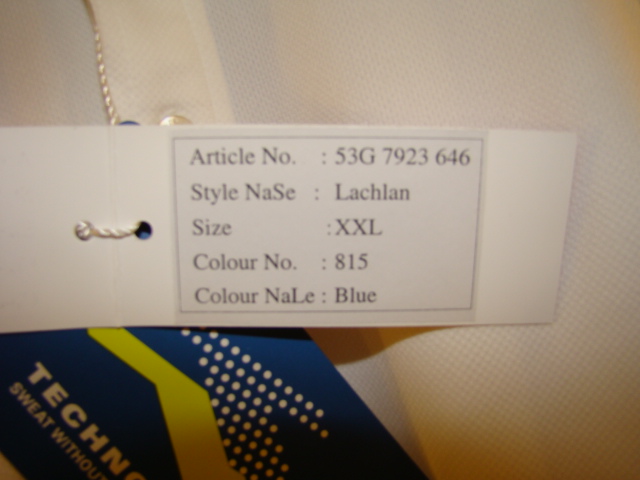 Article No. : 53G 7923 646
Style NaSe : Lachlan
Size : XXL
Colour No. : 815
Colour NaLe : Blue
TECHNO
SWEAT WITHOUT